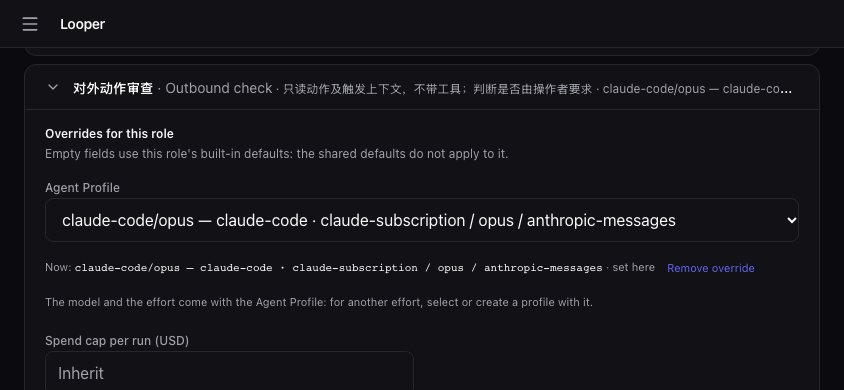 Looper
对外动作审查 · Outbound check · 只读动作及触发上下文，不带工具；判断是否由操作者要求 · claude-code/opus — claude-co...
Overrides for this role
Empty fields use this role's built-in defaults: the shared defaults do not apply to it.
Agent Profile
claude-code/opus — claude-code · claude-subscription / opus / anthropic-messages
Now: claude-code/opus — claude-code · claude-subscription / opus / anthropic-messages · set here Remove override
The model and the effort come with the Agent Profile: for another effort, select or create a profile with it.
Spend cap per run (USD)
Inherit